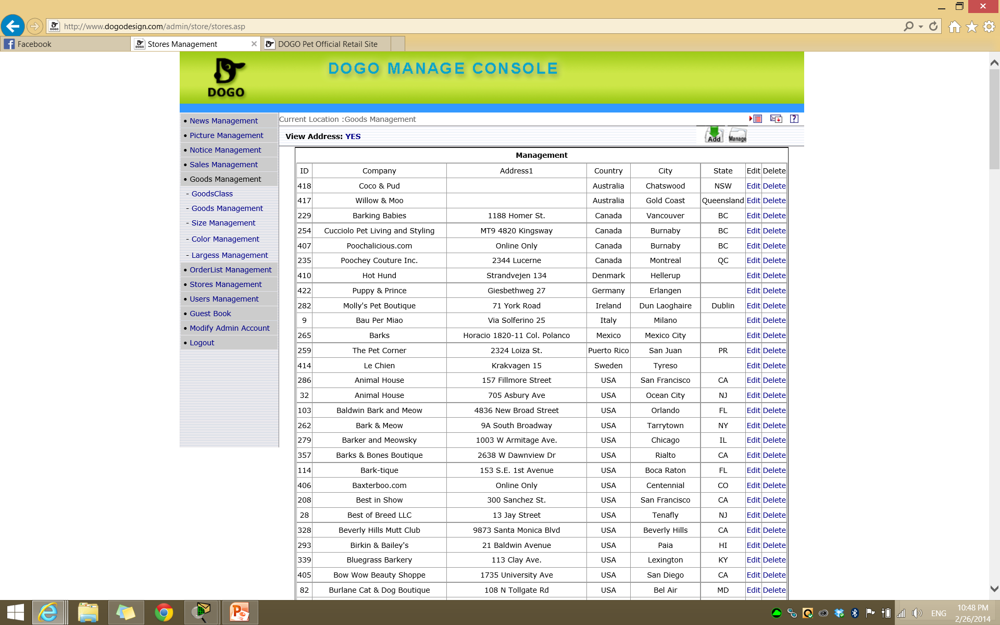 http://www.dogodesign.com/admin/store/stores.asp
Facebook
Stores Management
DOGO Pet Official Retail Site
DOGO
DOGO MANAGE CONSOLE
Current Location :Goods Management
View Address: YES
Add
Manage
• News Management
• Picture Management
• Notice Management
• Sales Management
• Goods Management
- GoodsClass
- Goods Management
- Size Management
- Color Management
- Largess Management
• OrderList Management
• Stores Management
• Users Management
• Guest Book
• Modify Admin Account
• Logout
Management
ID Company Address1 Country City State Edit Delete
418 Coco & Pud Australia Chatswood NSW Edit Delete
417 Willow & Moo Australia Gold Coast Queensland Edit Delete
229 Barking Babies 1188 Homer St. Canada Vancouver BC Edit Delete
254 Cucciolo Pet Living and Styling MT9 4820 Kingsway Canada Burnaby BC Edit Delete
407 Poochalicious.com Online Only Canada Burnaby BC Edit Delete
235 Poochey Couture Inc. 2344 Lucerne Canada Montreal QC Edit Delete
410 Hot Hund Strandvejen 134 Denmark Hellerup Edit Delete
422 Puppy & Prince Giesbethweg 27 Germany Erlangen Edit Delete
282 Molly's Pet Boutique 71 York Road Ireland Dun Laoghaire Dublin Edit Delete
9 Bau Per Miao Via Solferino 25 Italy Milano Edit Delete
265 Barks Horacio 1820-11 Col. Polanco Mexico Mexico City Edit Delete
259 The Pet Corner 2324 Loiza St. Puerto Rico San Juan PR Edit Delete
414 Le Chien Krakvagen 15 Sweden Tyreso Edit Delete
286 Animal House 157 Fillmore Street USA San Francisco CA Edit Delete
32 Animal House 705 Asbury Ave USA Ocean City NJ Edit Delete
103 Baldwin Bark and Meow 4836 New Broad Street USA Orlando FL Edit Delete
262 Bark & Meow 9A South Broadway USA Tarrytown NY Edit Delete
279 Barker and Meowsky 1003 W Armitage Ave. USA Chicago IL Edit Delete
357 Barks & Bones Boutique 2638 W Dawnview Dr USA Rialto CA Edit Delete
114 Bark-tique 153 S.E. 1st Avenue USA Boca Raton FL Edit Delete
406 Baxterboo.com Online Only USA Centennial CO Edit Delete
208 Best in Show 300 Sanchez St. USA San Francisco CA Edit Delete
28 Best of Breed LLC 13 Jay Street USA Tenafly NJ Edit Delete
328 Beverly Hills Mutt Club 9873 Santa Monica Blvd USA Beverly Hills CA Edit Delete
293 Birkin & Bailey's 21 Baldwin Avenue USA Paia HI Edit Delete
339 Bluegrass Barkery 113 Clay Ave. USA Lexington KY Edit Delete
405 Bow Wow Beauty Shoppe 1735 University Ave USA San Diego CA Edit Delete
82 Burlane Cat & Dog Boutique 108 N Tollgate Rd USA Bel Air MD Edit Delete
ENG
10:48 PM
2/26/2014